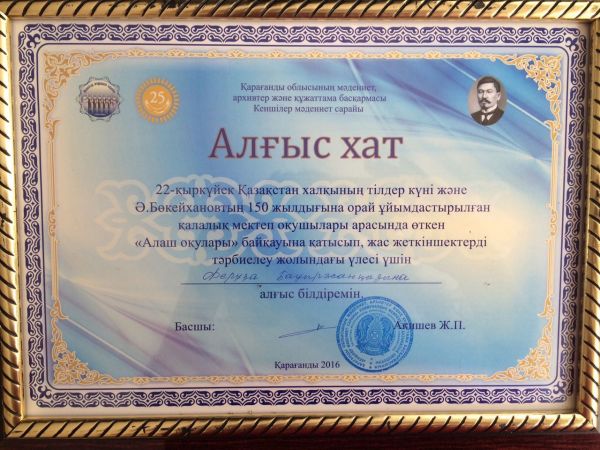 Қарағанды облысының мәдениет,
архивтер және құжаттама басқармасы
Кеншілер мәдениет сарайы
25
Алғыс хат
22-қыркүйек Қазақстан халқының тілдер күні және
Ә.Бөкейхановтың 150 жылдығына орай ұйымдастырылған
қалалық мектеп оқушылары арасында өткен
«Алаш оқулары» байқауына қатысып, жас жеткіншектерді
тәрбиелеу жолындағы үлесі үшін
Феруза
алғыс білдіремін.
Басшы: Акишев Ж.П.
Қарағанды 2016